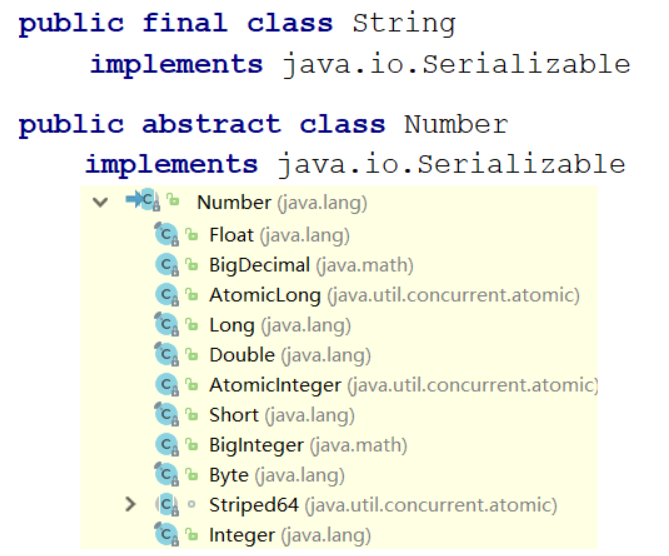 public final class String
implements java.io.Serializable
public abstract class Number
implements java.io.Serializable
Number (java.lang)
Float (java.lang)
BigDecimal (java.math)
AtomicLong (java.util.concurrent.atomic)
Long (java.lang)
Double (java.lang)
AtomicInteger (java.util.concurrent.atomic)
Short (java.lang)
BigInteger (java.math)
Byte (java.lang)
Striped64 (java.util.concurrent.atomic)
Integer (java.lang)